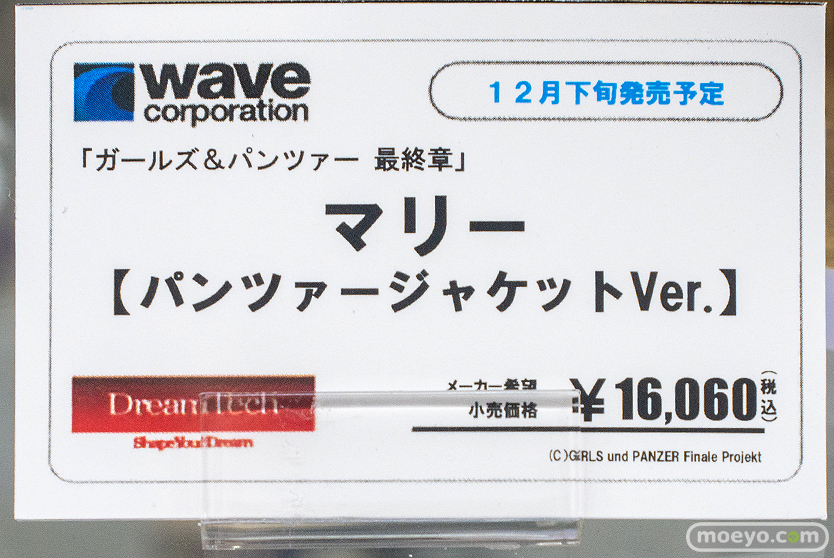 wave
corporation
12月下旬発売予定
「ガールズ&パンツァー 最終章」
マリー
【パンツァージャケットVer.】
DreamTech
ShapeYourDream
メーカー希望
小売価格
¥16,060(税込)
(C)GIRLS und PANZER Finale Projekt
moeyo.com